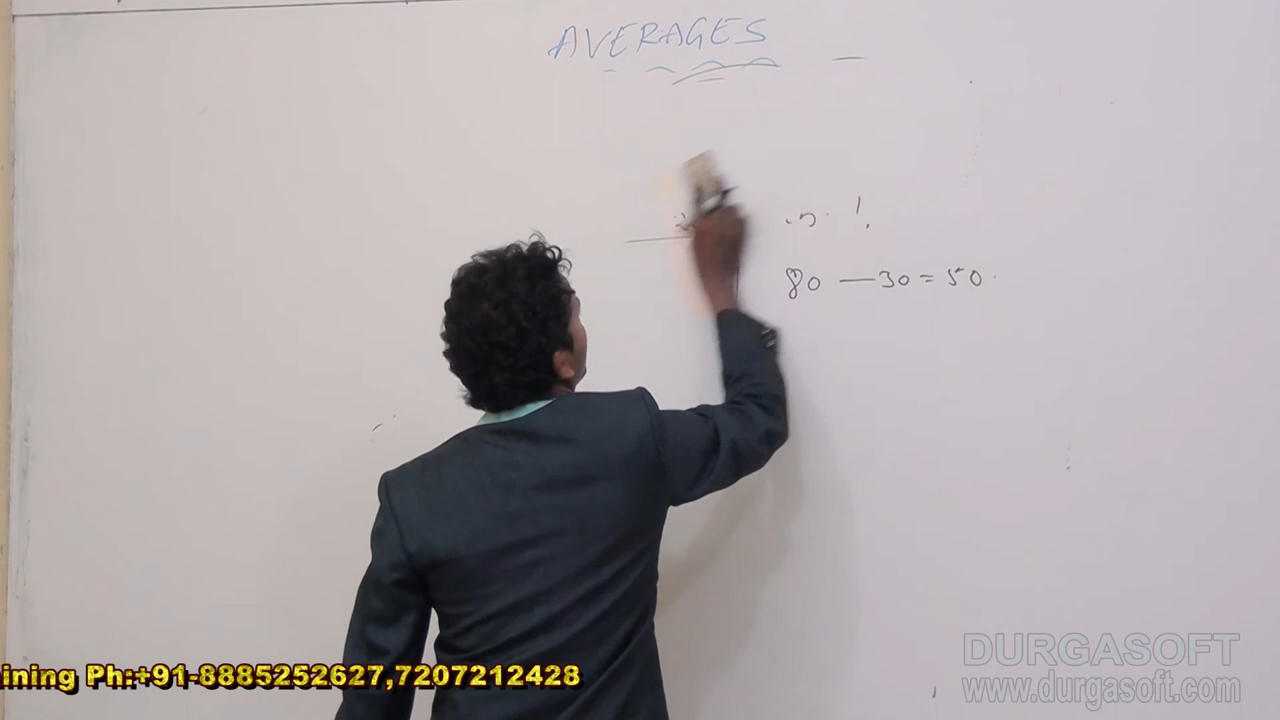 AVERAGES
80 — 30 = 50
ining Ph:+91-8885252627,7207212428
DURGASOFT
www.durgasoft.com